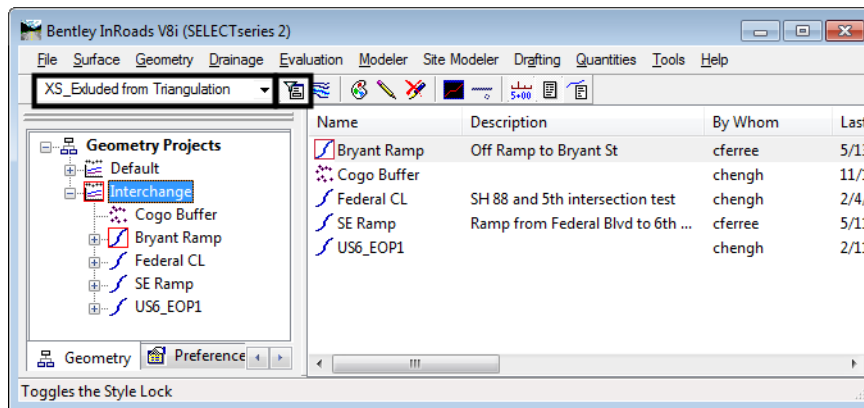 Bentley InRoads V8i (SELECTseries 2)
File Surface Geometry Drainage Evaluation Modeler Site Modeler Drafting Quantities Tools Help
XS_Exluded from Triangulation
5+00
Name Description By Whom Las
Geometry Projects
Default
Interchange
Cogo Buffer
Bryant Ramp
Federal CL
SE Ramp
US6_EOP1
Bryant Ramp Off Ramp to Bryant St cferree 5/1
Cogo Buffer chengh 11/
Federal CL SH 88 and 5th intersection test chengh 2/4
SE Ramp Ramp from Federal Blvd to 6th ... cferree 5/1
US6_EOP1 chengh 2/1
Geometry Preference
Toggles the Style Lock